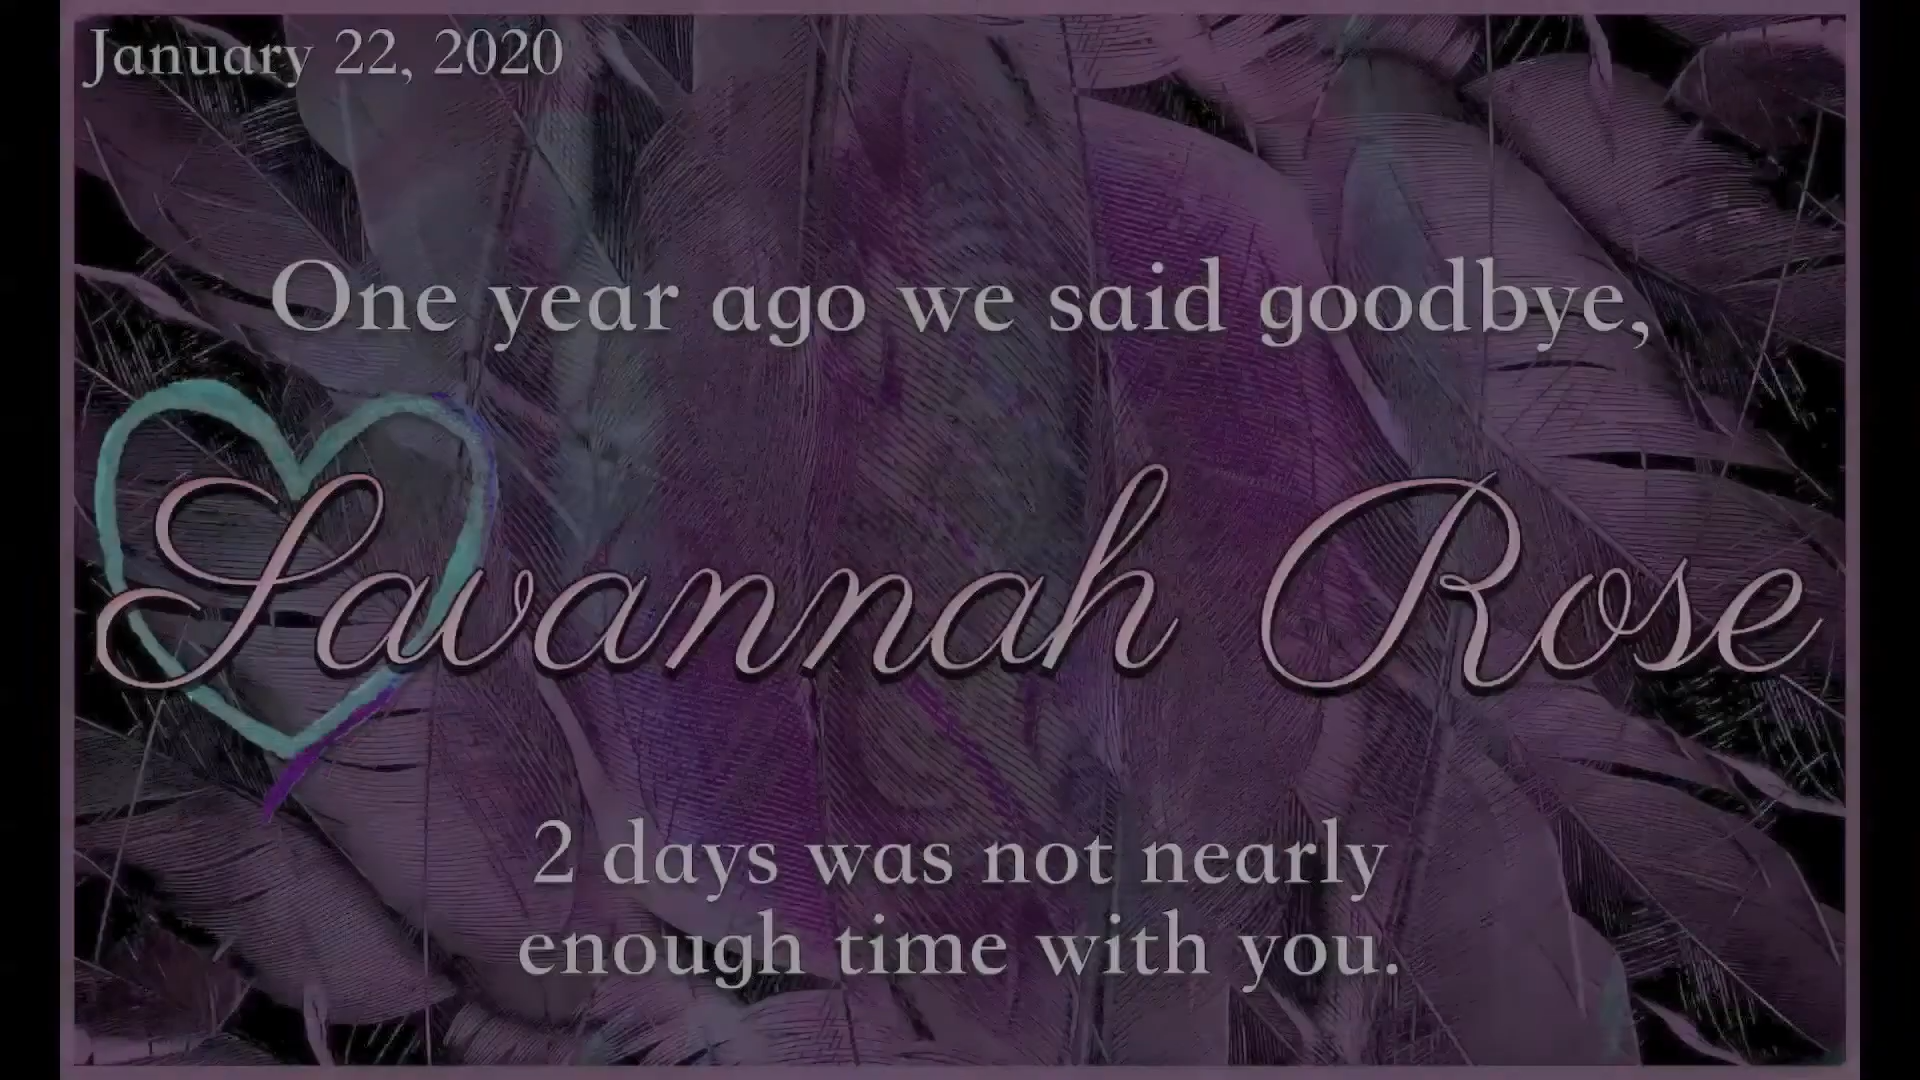 January 22, 2020
One year ago we said goodbye,
Savannah Rose
2 days was not nearly
enough time with you.